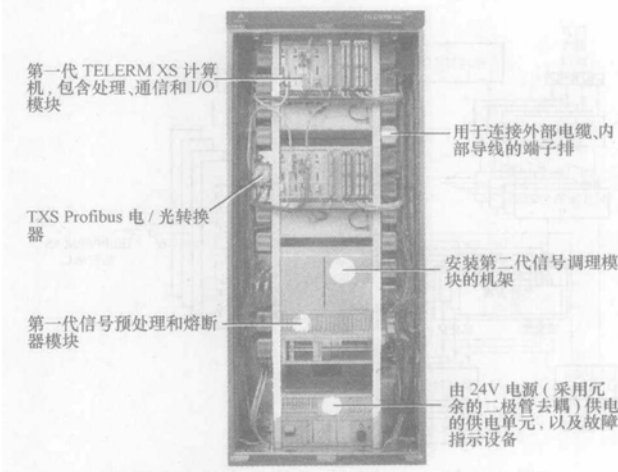 第一代 TELERM XS 计算
机，包含处理、通信和 I/O
模块
用于连接外部电缆、内
部导线的端子排
TXS Profibus 电 / 光转换
器
安装第二代信号调理模
块的机架
第一代信号预处理和熔断
器模块
由 24V 电源 ( 采用冗
余的二极管去耦 ) 供电
的供电单元，以及故障
指示设备